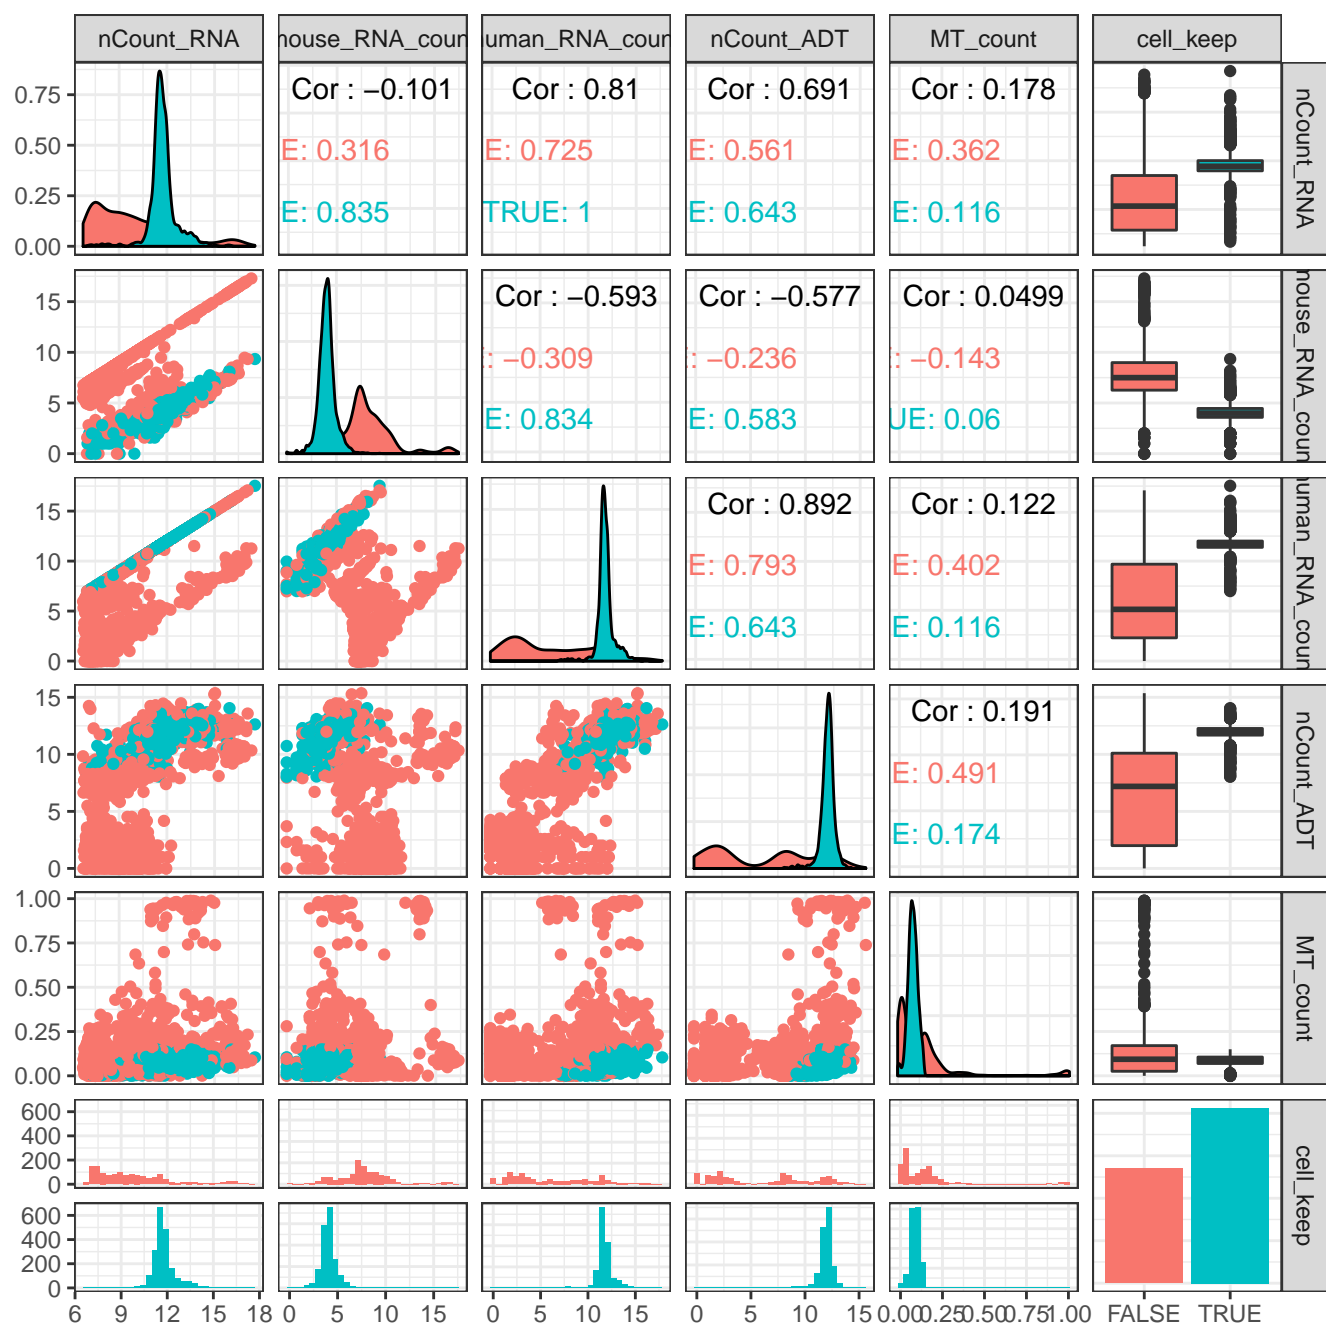 nCount_RNA
nouse_RNA_coun
uman_RNA_coun
nCount_ADT
MT_count
cell_keep
0.75
0.50
0.25
0.00
Cor : −0.101
E: 0.316
E: 0.835
Cor : 0.81
E: 0.725
TRUE: 1
Cor : 0.691
E: 0.561
E: 0.643
Cor : 0.178
E: 0.362
E: 0.116
nCount_RNA
15
10
5
0
Cor : −0.593
: −0.309
E: 0.834
Cor : −0.577
: −0.236
E: 0.583
Cor : 0.0499
: −0.143
UE: 0.06
nouse_RNA_coun
15
10
5
0
Cor : 0.892
E: 0.793
E: 0.643
Cor : 0.122
E: 0.402
E: 0.116
uman_RNA_coun
15
10
5
0
Cor : 0.191
E: 0.491
E: 0.174
nCount_ADT
1.00
0.75
0.50
0.25
0.00
MT_count
600
400
200
0
600
400
200
0
cell_keep
6 9 12 15 18
0 5 10 15
0 5 10 15
0 5 10 15
0.00 0.25 0.50 0.75 1.00
FALSE TRUE